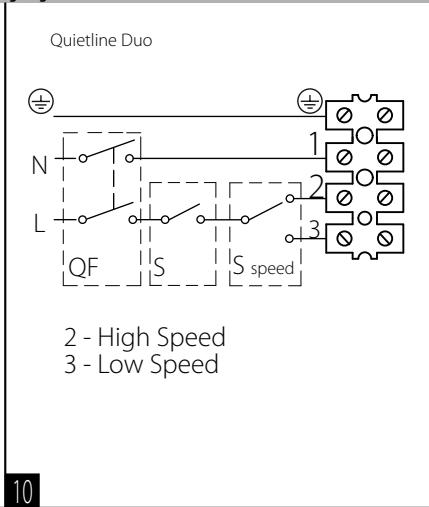 Quietline Duo
1
N
2
L
3
QF
S
S speed
2 - High Speed
3 - Low Speed
10